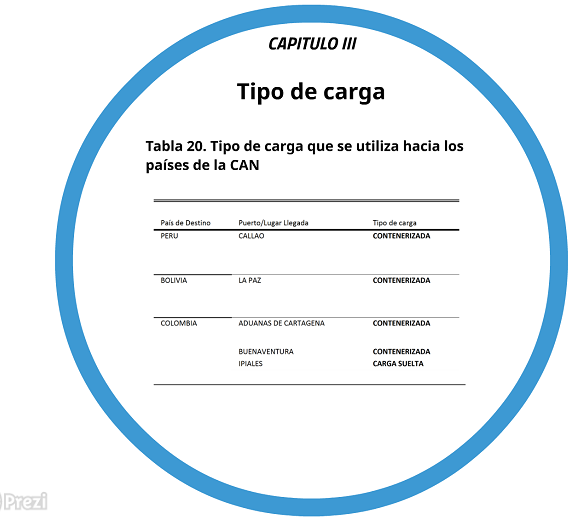 CAPITULO III
Tipo de carga
Tabla 20. Tipo de carga que se utiliza hacia los
países de la CAN
País de Destino Puerto/Lugar Llegada Tipo de carga
PERU CALLAO CONTENERIZADA
BOLIVIA LA PAZ CONTENERIZADA
COLOMBIA ADUANAS DE CARTAGENA CONTENERIZADA
BUENAVENTURA CONTENERIZADA
IPIALES CARGA SUELTA
Prezi